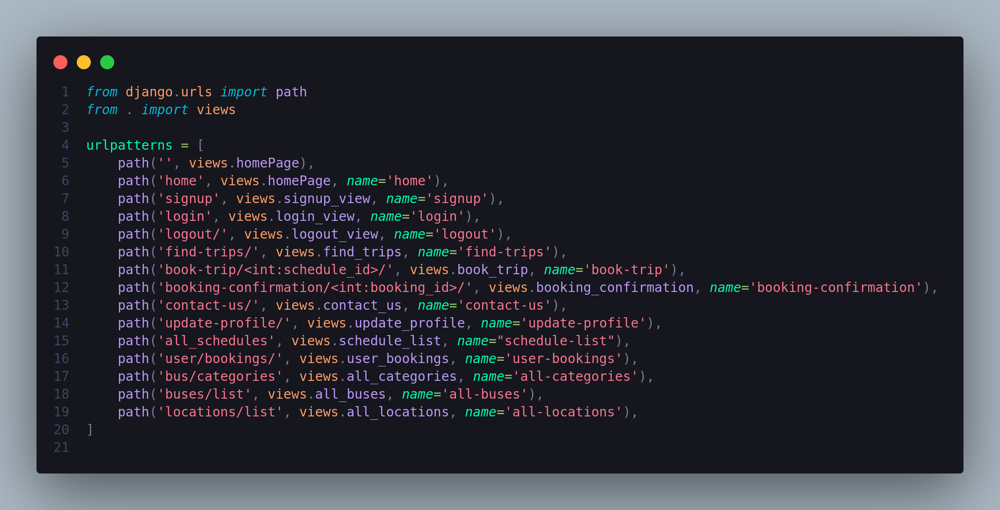 1 from django.urls import path
2 from . import views
3
4 urlpatterns = [
5     path('', views.homePage),
6     path('home', views.homePage, name='home'),
7     path('signup', views.signup_view, name='signup'),
8     path('login', views.login_view, name='login'),
9     path('logout/', views.logout_view, name='logout'),
10     path('find-trips/', views.find_trips, name='find-trips'),
11     path('book-trip/<int:schedule_id>/', views.book_trip, name='book-trip'),
12     path('booking-confirmation/<int:booking_id>/', views.booking_confirmation, name='booking-confirmation'),
13     path('contact-us/', views.contact_us, name='contact-us'),
14     path('update-profile/', views.update_profile, name='update-profile'),
15     path('all_schedules', views.schedule_list, name="schedule-list"),
16     path('user/bookings/', views.user_bookings, name='user-bookings'),
17     path('bus/categories', views.all_categories, name='all-categories'),
18     path('buses/list', views.all_buses, name='all-buses'),
19     path('locations/list', views.all_locations, name='all-locations'),
20 ]
21